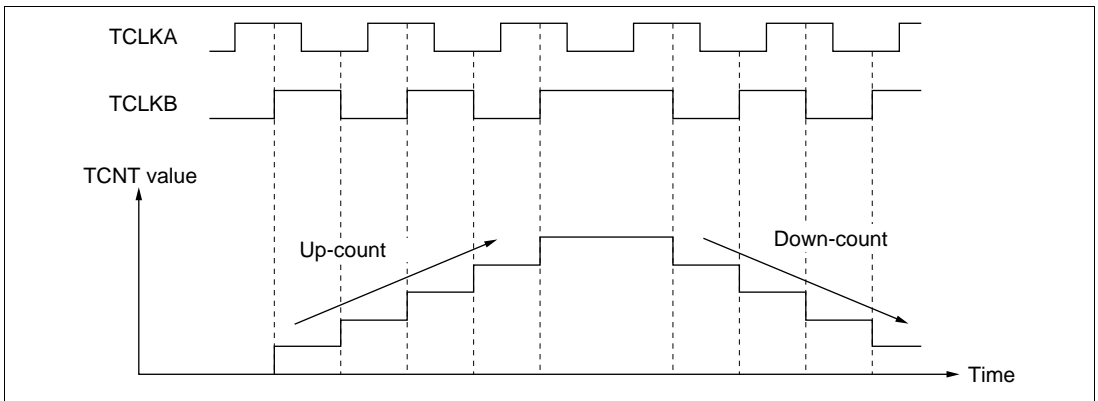 TCLKA
TCLKB
TCNT value
Up-count
Down-count
Time